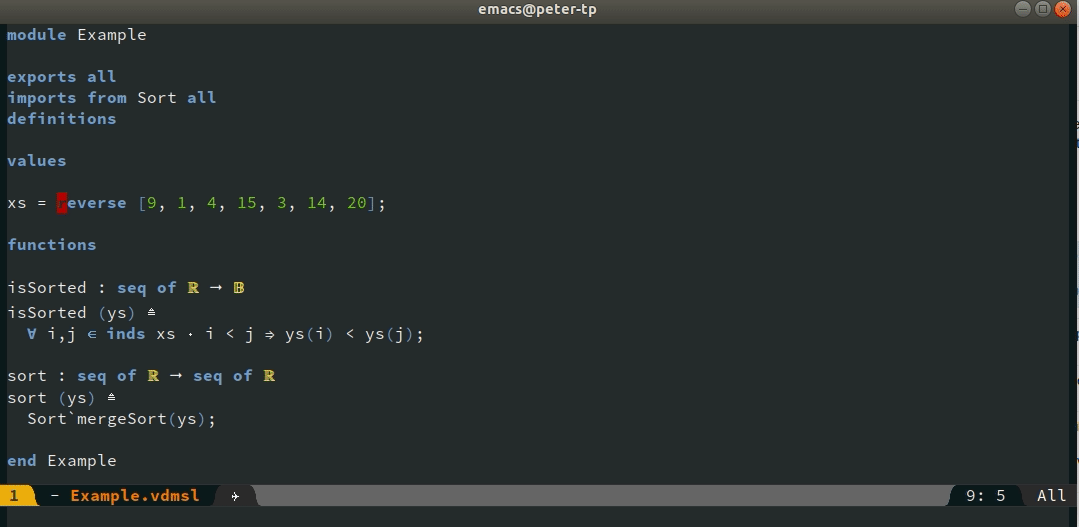 emacs@peter-tp
module Example
exports all
imports from Sort all
definitions
values
xs = reverse [9, 1, 4, 15, 3, 14, 20];
functions
isSorted : seq of ℝ → 𝔹
isSorted (ys) ≙
  ∀ i,j ∈ inds xs · i < j ⇒ ys(i) < ys(j);
sort : seq of ℝ → seq of ℝ
sort (ys) ≙
  Sort`mergeSort(ys);
end Example
1 - Example.vdmsl ✈ 9: 5 All